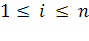 1 ≤ i ≤ n